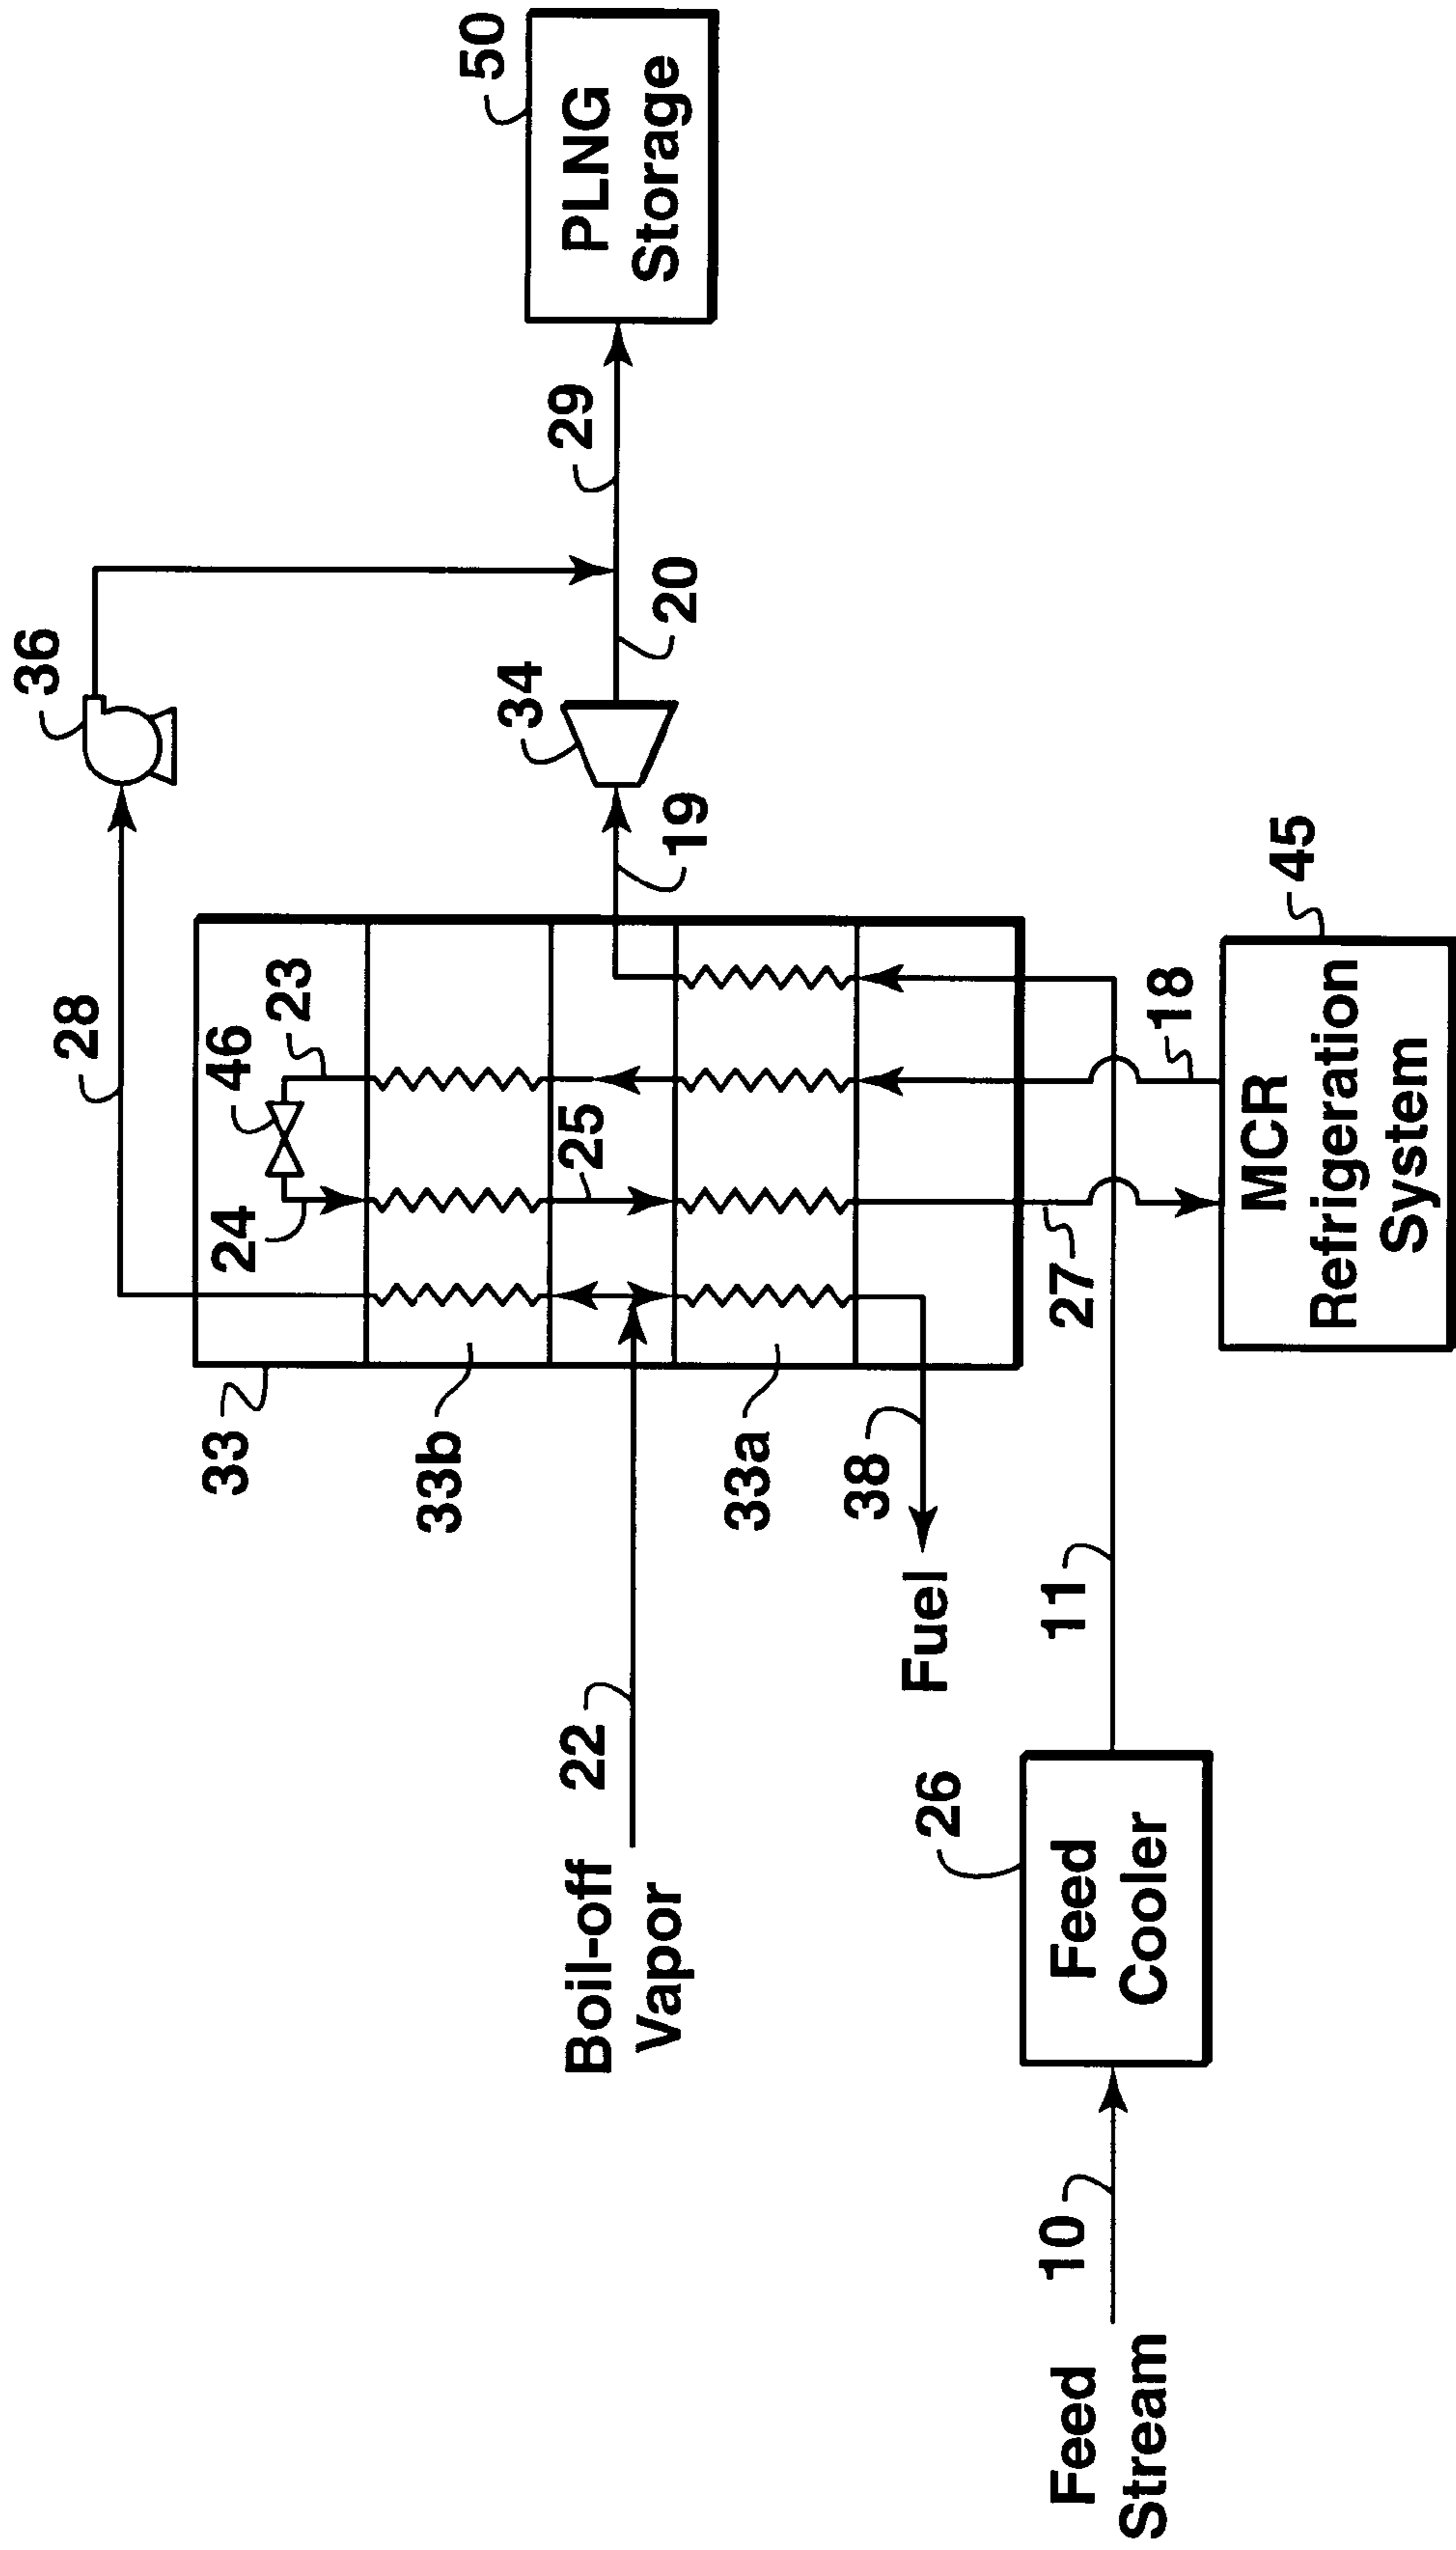 Feed
Stream
10
Feed
Cooler
26
11
Boil-off
Vapor
22
Fuel
38
33
33b
33a
24
46
23
25
27
18
MCR
Refrigeration
System
45
28
36
19
34
20
29
PLNG
Storage
50